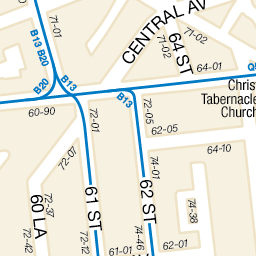 71-01
B13 B20
CENTRAL AV
71-02
64 ST
71-02
B20
B13
B13
64-01
Q5
60-90
72-01
72-05
62-05
Christ
Tabernacle
Church
72-07
74-01
64-10
72-37
60 LA
72-42
61 ST
72-12
62 ST
61-01
74-46
74-38
62-01